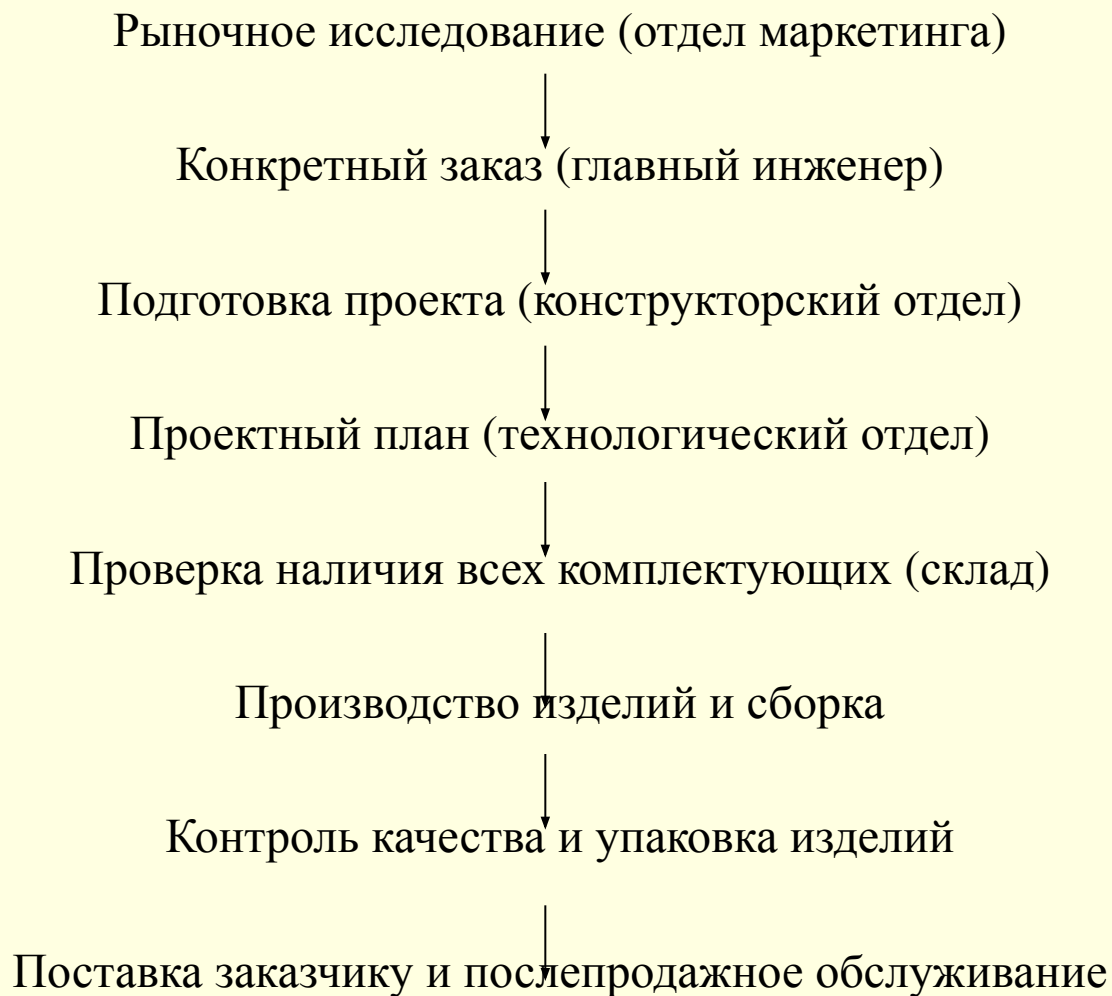 Рыночное исследование (отдел маркетинга)
Конкретный заказ (главный инженер)
Подготовка проекта (конструкторский отдел)
Проектный план (технологический отдел)
Проверка наличия всех комплектующих (склад)
Производство изделий и сборка
Контроль качества и упаковка изделий
Поставка заказчику и послепродажное обслуживание